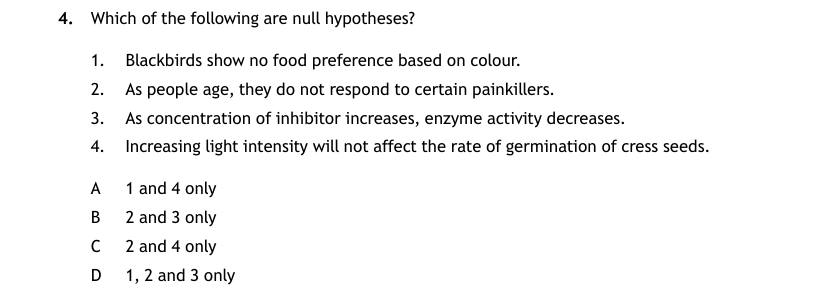 4. Which of the following are null hypotheses?
1. Blackbirds show no food preference based on colour.
2. As people age, they do not respond to certain painkillers.
3. As concentration of inhibitor increases, enzyme activity decreases.
4. Increasing light intensity will not affect the rate of germination of cress seeds.
A 1 and 4 only
B 2 and 3 only
C 2 and 4 only
D 1, 2 and 3 only